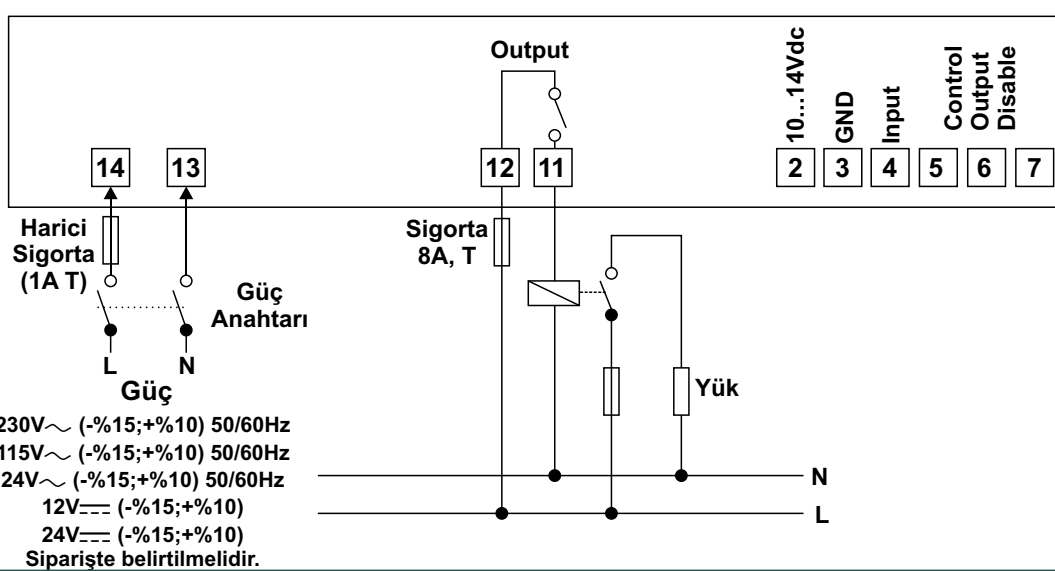 Output
10...14Vdc
GND
Input
Control
Output
Disable
14
13
12
11
2
3
4
5
6
7
Harici
Sigorta
(1A T)
Güç
Anahtarı
L
N
Güç
Sigorta
8A, T
Yük
230V (-%15;+%10) 50/60Hz
115V (-%15;+%10) 50/60Hz
24V (-%15;+%10) 50/60Hz
12V (-%15;+%10)
24V (-%15;+%10)
Siparişte belirtilmelidir.
N
L